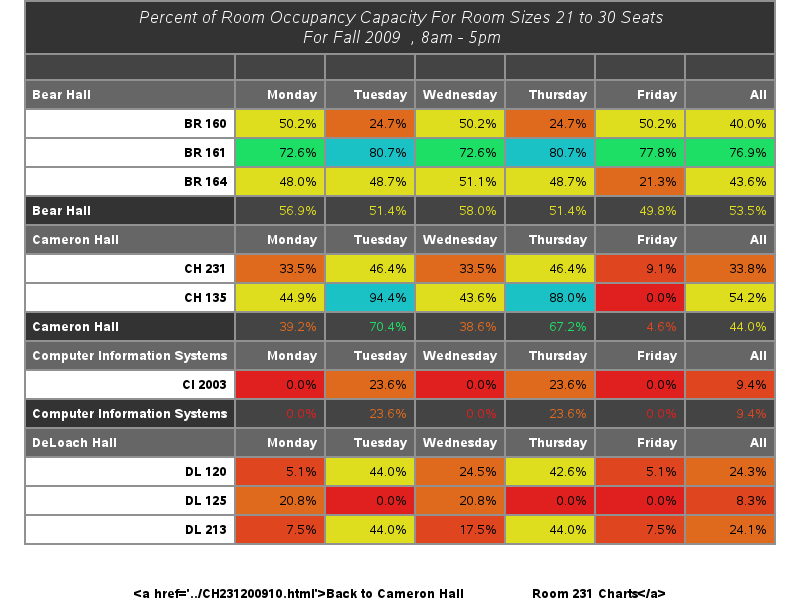 Percent of Room Occupancy Capacity For Room Sizes 21 to 30 Seats
For Fall 2009 , 8am - 5pm
Bear Hall Monday Tuesday Wednesday Thursday Friday All
BR 160 50.2% 24.7% 50.2% 24.7% 50.2% 40.0%
BR 161 72.6% 80.7% 72.6% 80.7% 77.8% 76.9%
BR 164 48.0% 48.7% 51.1% 48.7% 21.3% 43.6%
Bear Hall 56.9% 51.4% 58.0% 51.4% 49.8% 53.5%
Cameron Hall Monday Tuesday Wednesday Thursday Friday All
CH 231 33.5% 46.4% 33.5% 46.4% 9.1% 33.8%
CH 135 44.9% 94.4% 43.6% 88.0% 0.0% 54.2%
Cameron Hall 39.2% 70.4% 38.6% 67.2% 4.6% 44.0%
Computer Information Systems Monday Tuesday Wednesday Thursday Friday All
CI 2003 0.0% 23.6% 0.0% 23.6% 0.0% 9.4%
Computer Information Systems 0.0% 23.6% 0.0% 23.6% 0.0% 9.4%
DeLoach Hall Monday Tuesday Wednesday Thursday Friday All
DL 120 5.1% 44.0% 24.5% 42.6% 5.1% 24.3%
DL 125 20.8% 0.0% 20.8% 0.0% 0.0% 8.3%
DL 213 7.5% 44.0% 17.5% 44.0% 7.5% 24.1%
<a href='../CH231200910.html'>Back to Cameron Hall Room 231 Charts</a>